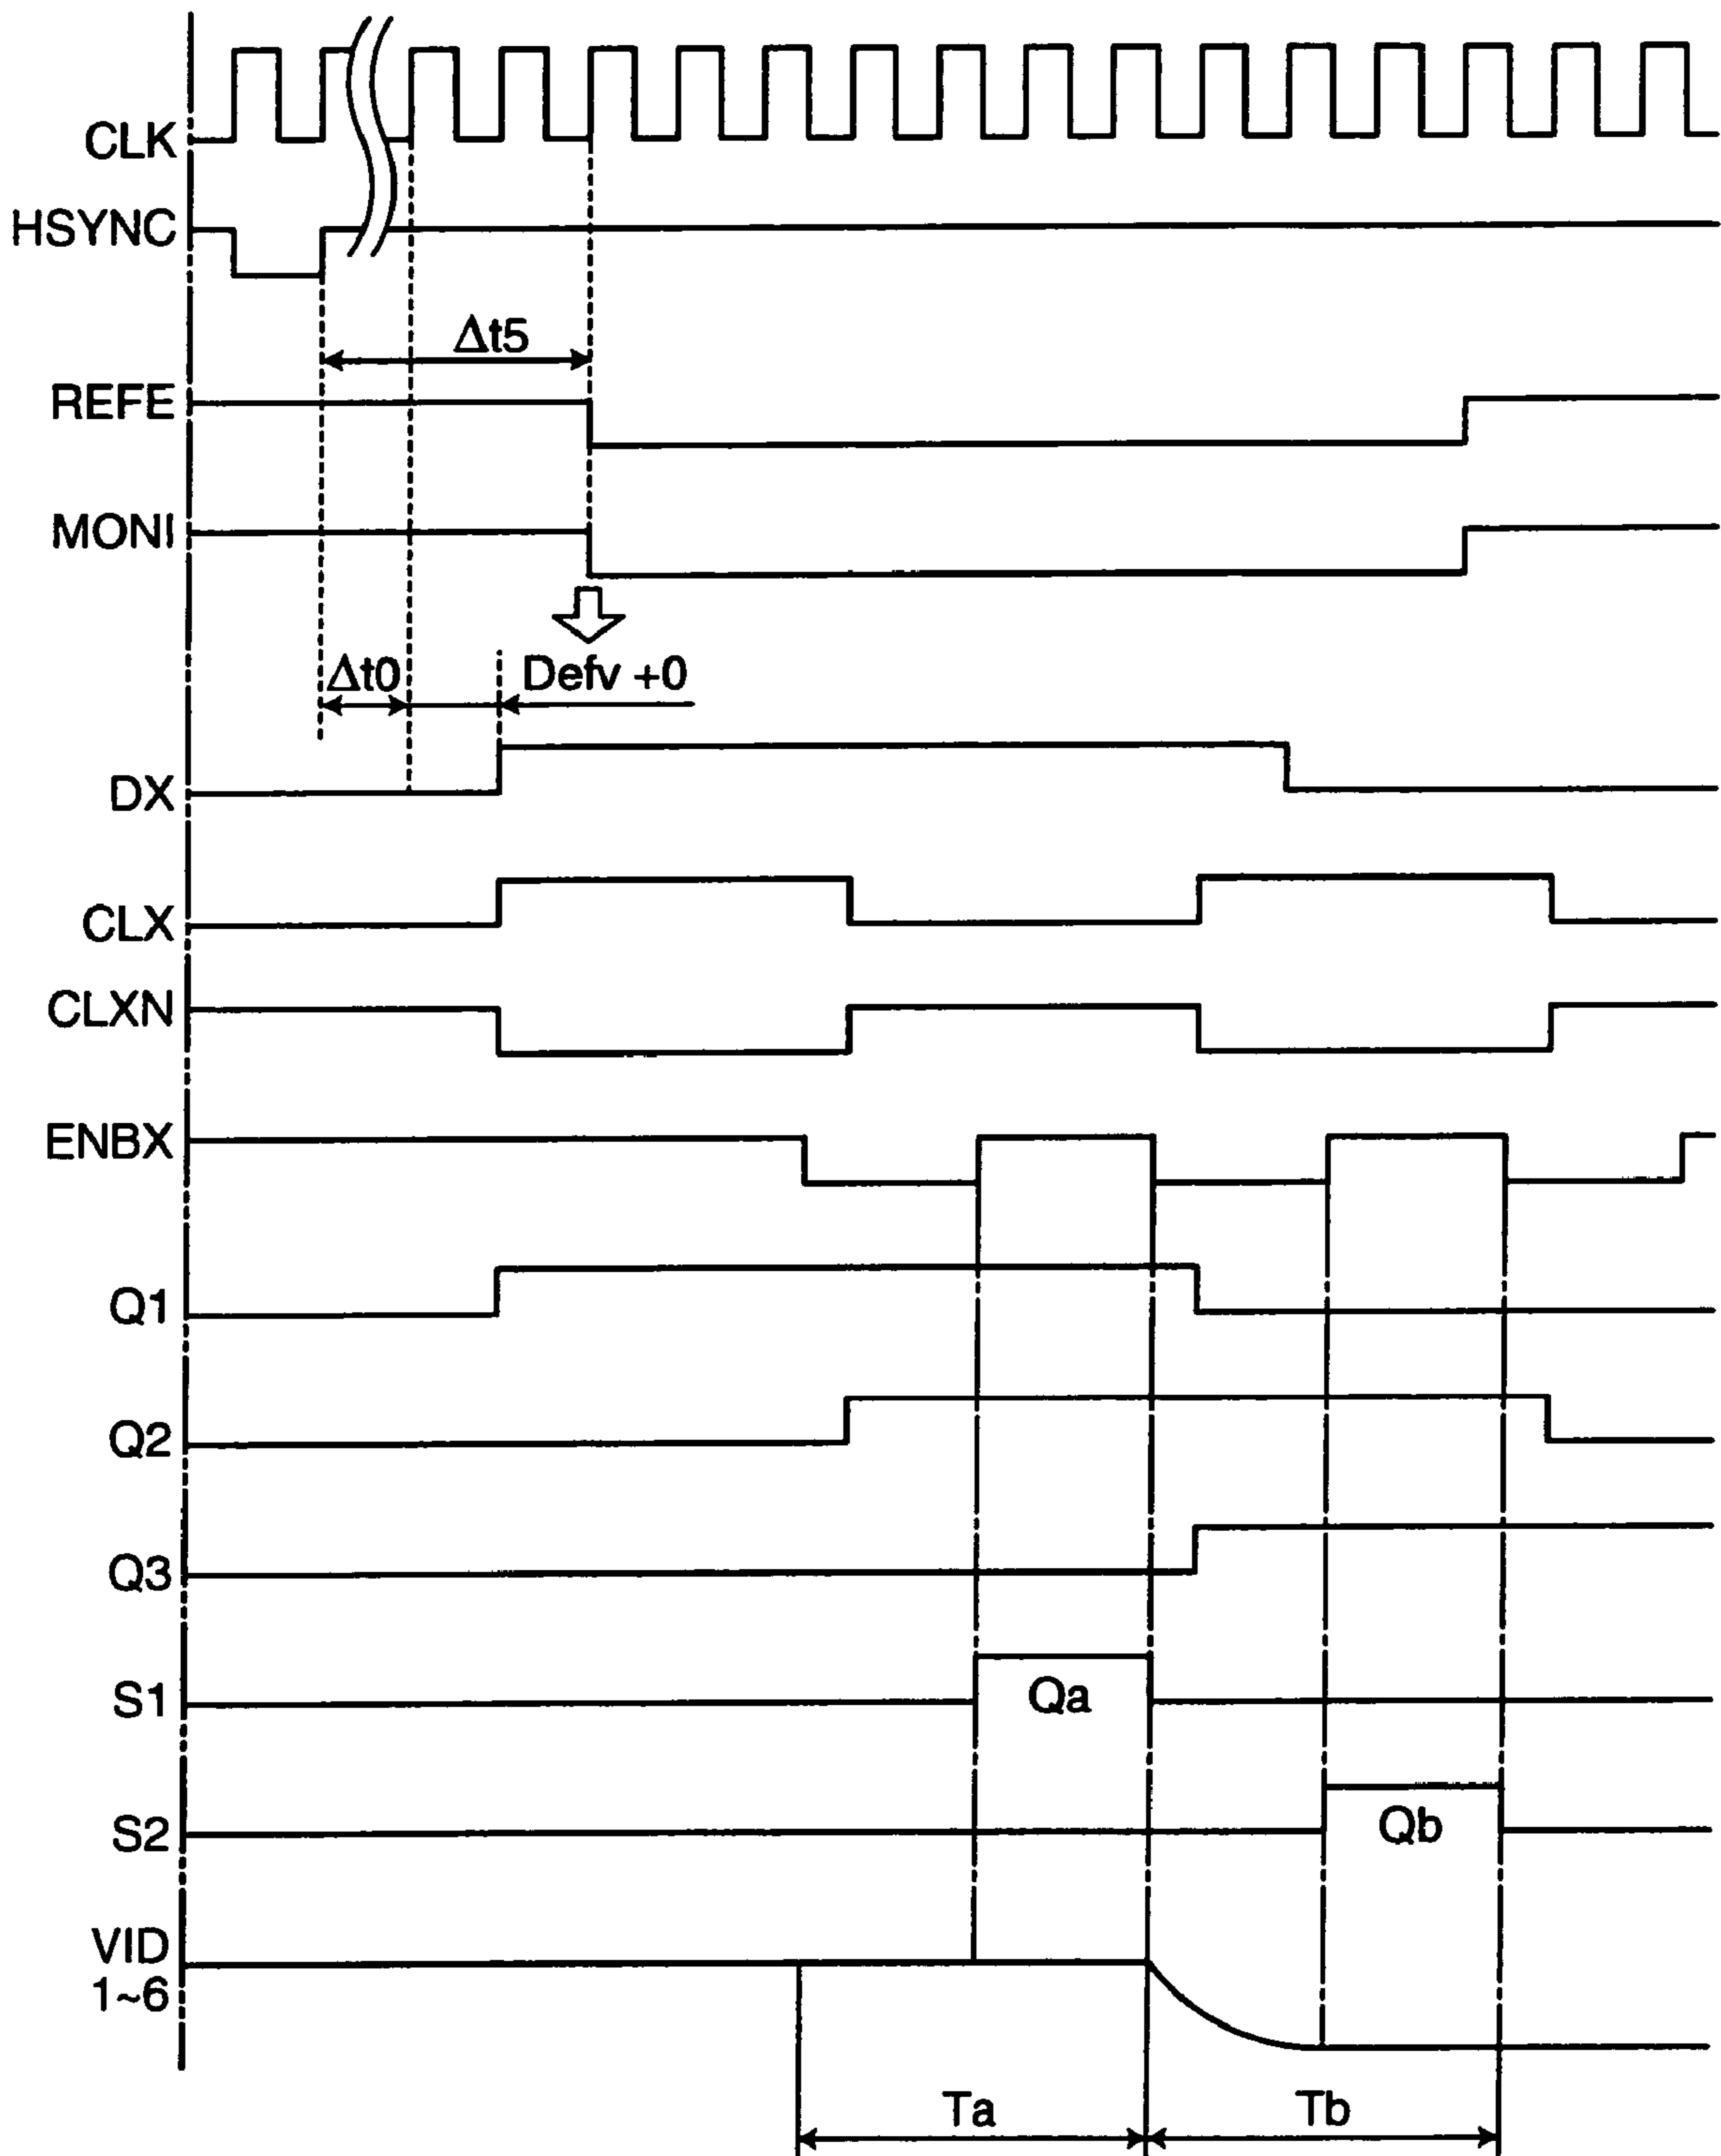 CLK
HSYNC
Δt5
REFE
MONI
Δt0
Defv +0
DX
CLX
CLXN
ENBX
Q1
Q2
Q3
S1
Qa
S2
Qb
VID
1~6
Ta
Tb